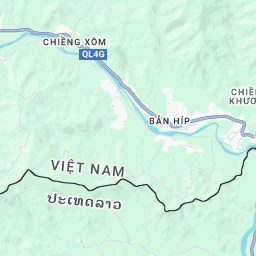 CHIỀNG XÔM
QL4G
CHIỀ
KHƯƠ
BẢN HÍP
VIỆT NAM
ປະເທດລາວ